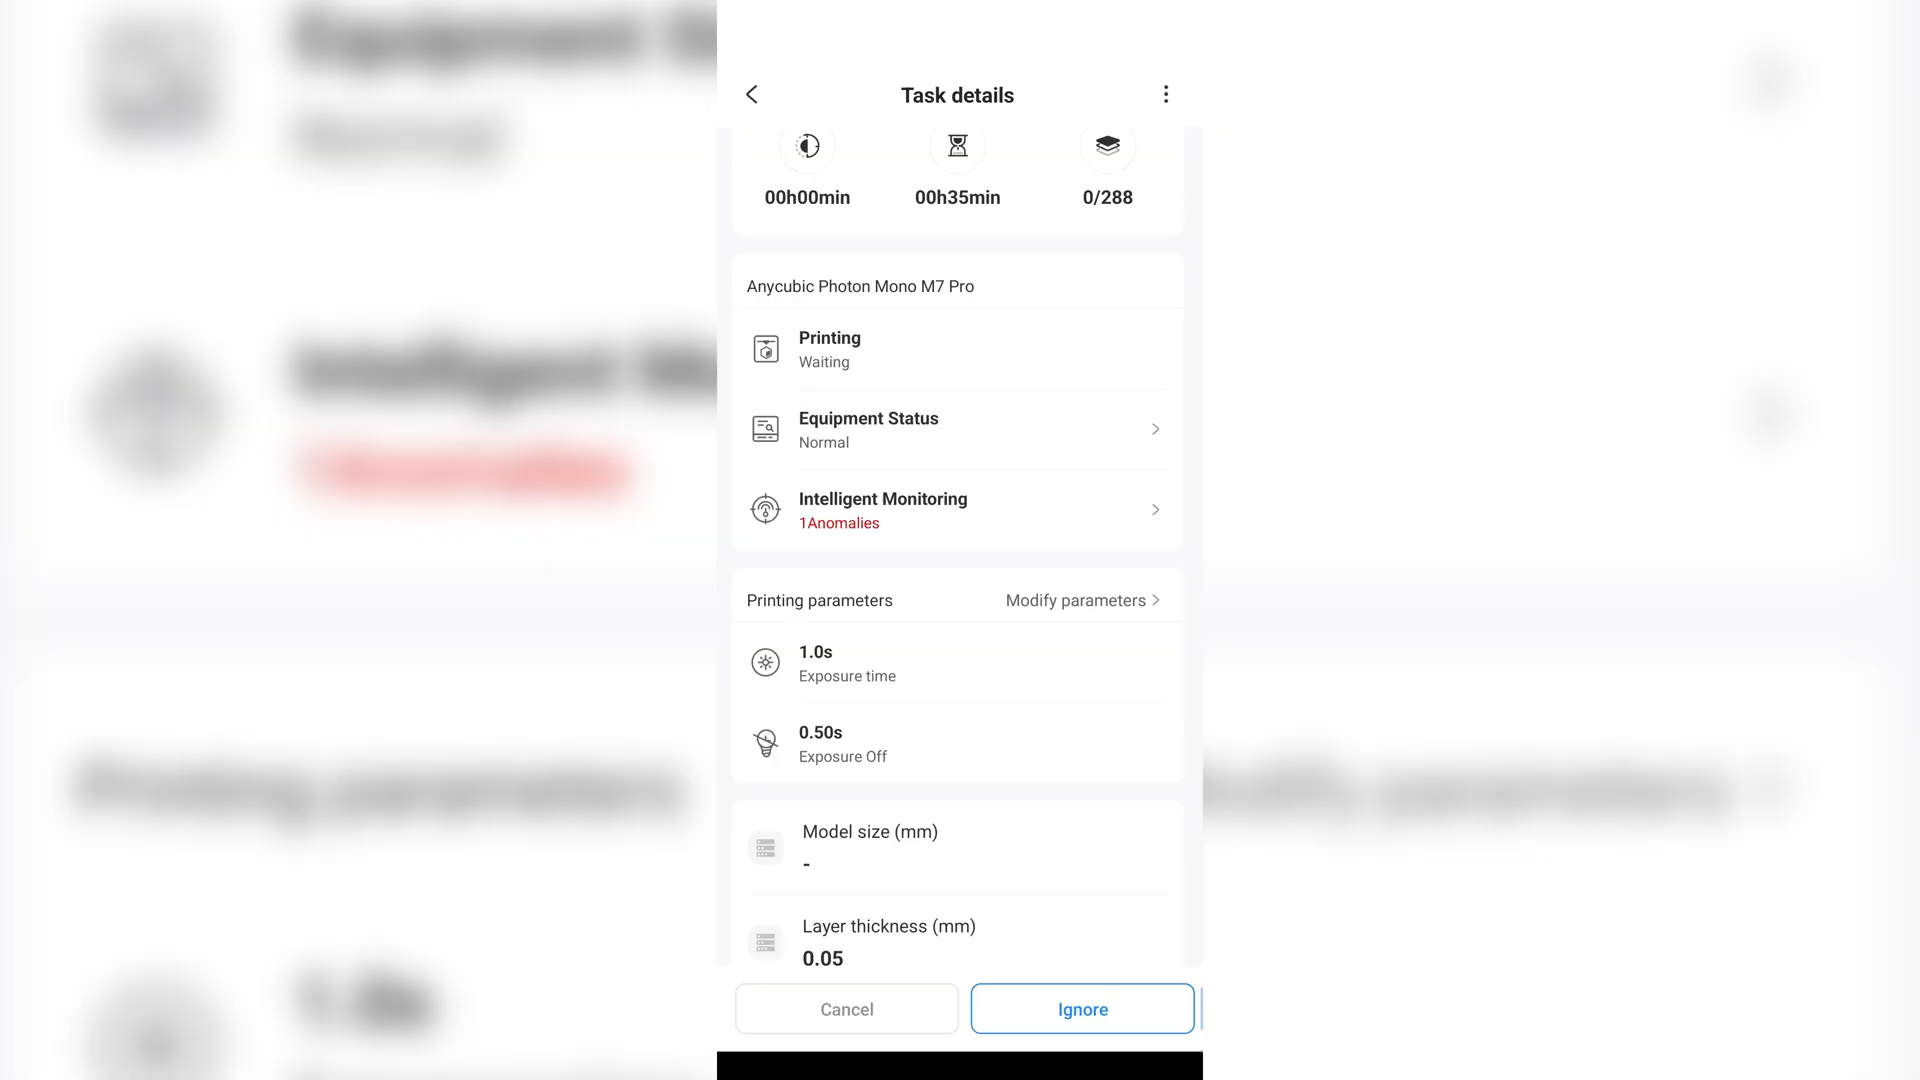 Task details
00h00min
00h35min
0/288
Anycubic Photon Mono M7 Pro
Printing
Waiting
Equipment Status
Normal
Intelligent Monitoring
1Anomalies
Printing parameters
Modify parameters
1.0s
Exposure time
0.50s
Exposure Off
Model size (mm)
-
Layer thickness (mm)
0.05
Cancel
Ignore